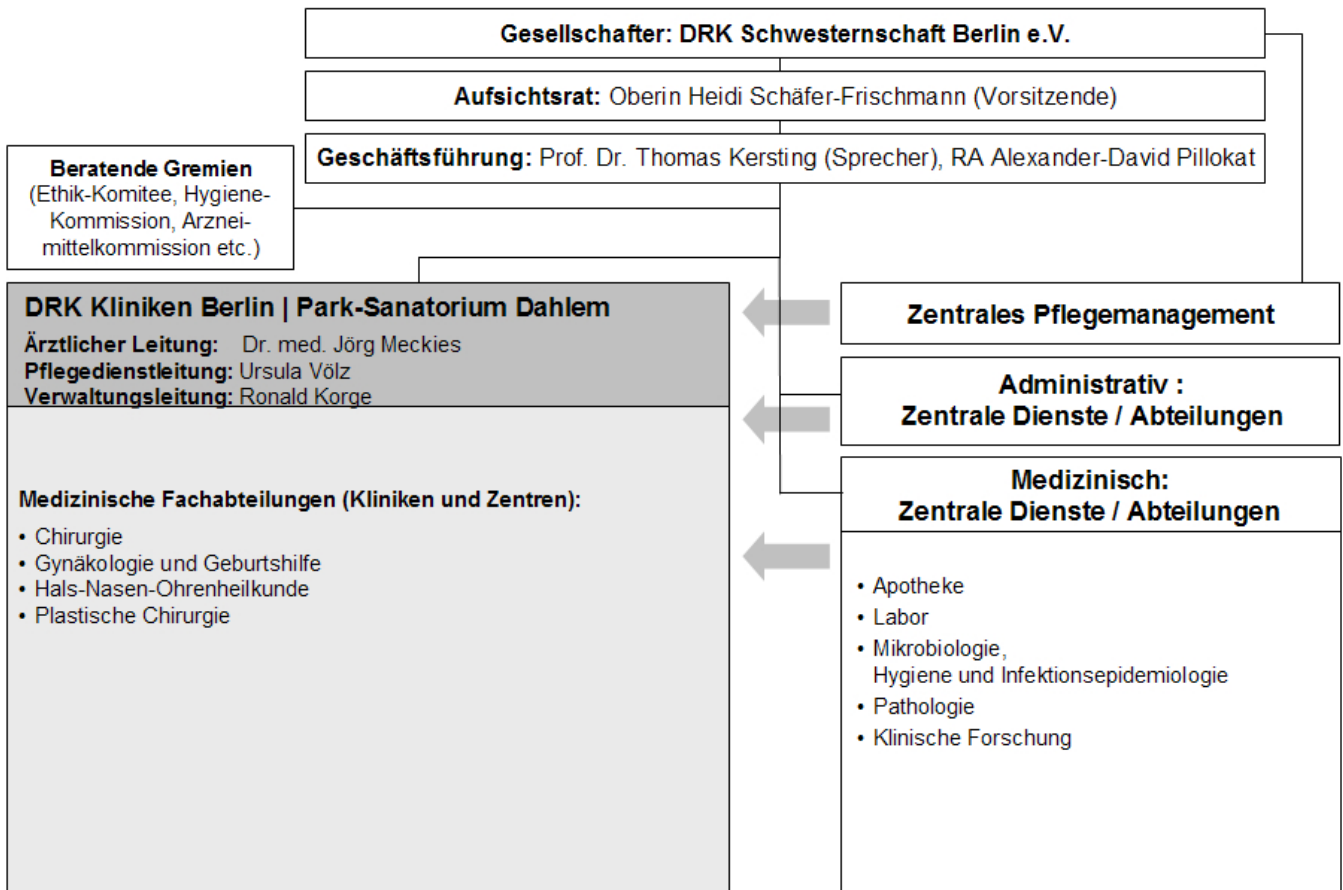 Gesellschafter: DRK Schwesternschaft Berlin e.V.
Aufsichtsrat: Oberin Heidi Schäfer-Frischmann (Vorsitzende)
Geschäftsführung: Prof. Dr. Thomas Kersting (Sprecher), RA Alexander-David Pillokat
Beratende Gremien
(Ethik-Komitee, Hygiene-
Kommission, Arznei-
mittelkommission etc.)
DRK Kliniken Berlin | Park-Sanatorium Dahlem
Ärztlicher Leitung: Dr. med. Jörg Meckies
Pflegedienstleitung: Ursula Völz
Verwaltungsleitung: Ronald Korge
Medizinische Fachabteilungen (Kliniken und Zentren):
• Chirurgie
• Gynäkologie und Geburtshilfe
• Hals-Nasen-Ohrenheilkunde
• Plastische Chirurgie
Zentrales Pflegemanagement
Administrativ :
Zentrale Dienste / Abteilungen
Medizinisch:
Zentrale Dienste / Abteilungen
• Apotheke
• Labor
• Mikrobiologie,
Hygiene und Infektionsepidemiologie
• Pathologie
• Klinische Forschung